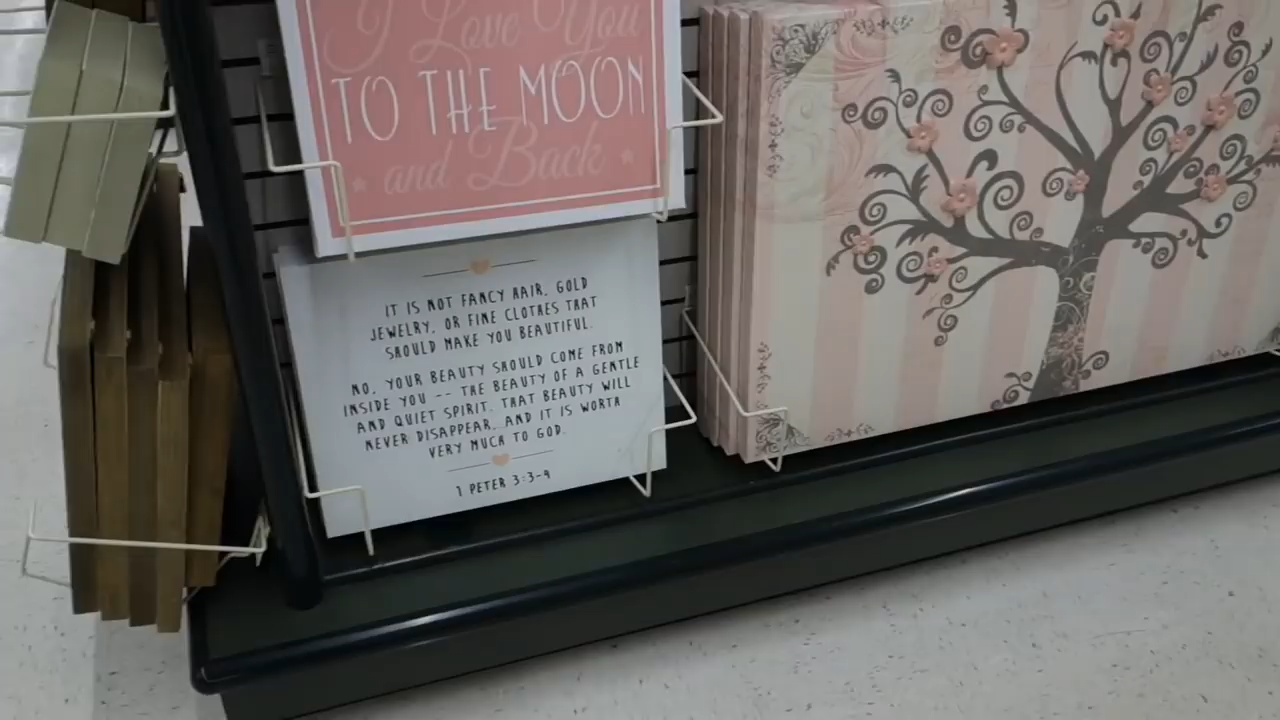 I Love You
TO THE MOON
and Back
IT IS NOT FANCY HAIR, GOLD
JEWELRY, OR FINE CLOTHES THAT
SHOULD MAKE YOU BEAUTIFUL.
NO, YOUR BEAUTY SHOULD COME FROM
INSIDE YOU -- THE BEAUTY OF A GENTLE
AND QUIET SPIRIT. THAT BEAUTY WILL
NEVER DISAPPEAR, AND IT IS WORTH
VERY MUCH TO GOD.
1 PETER 3:3-4